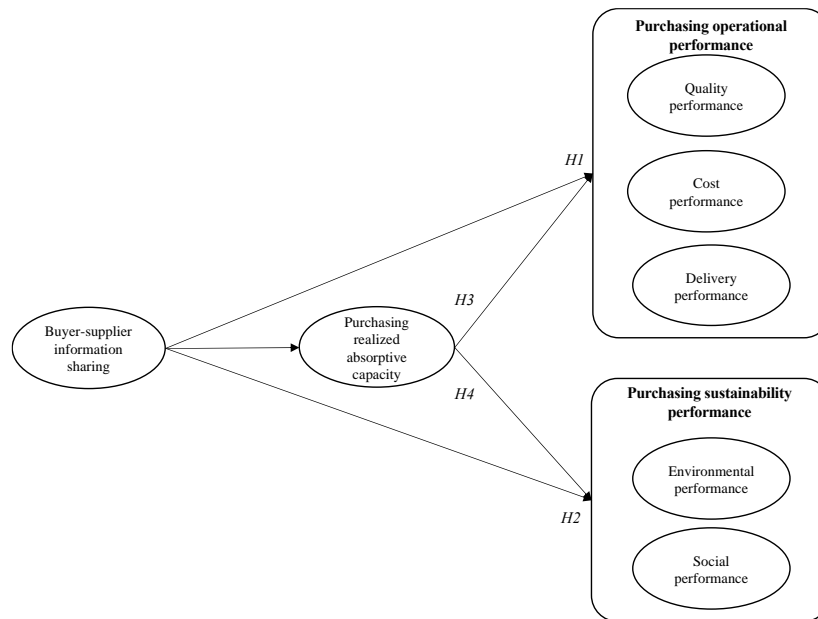 Purchasing operational
performance
Quality
performance
H1
Cost
performance
Delivery
performance
H3
Buyer-supplier
information
sharing
Purchasing
realized
absorptive
capacity
H4
Purchasing sustainability
performance
Environmental
performance
H2
Social
performance